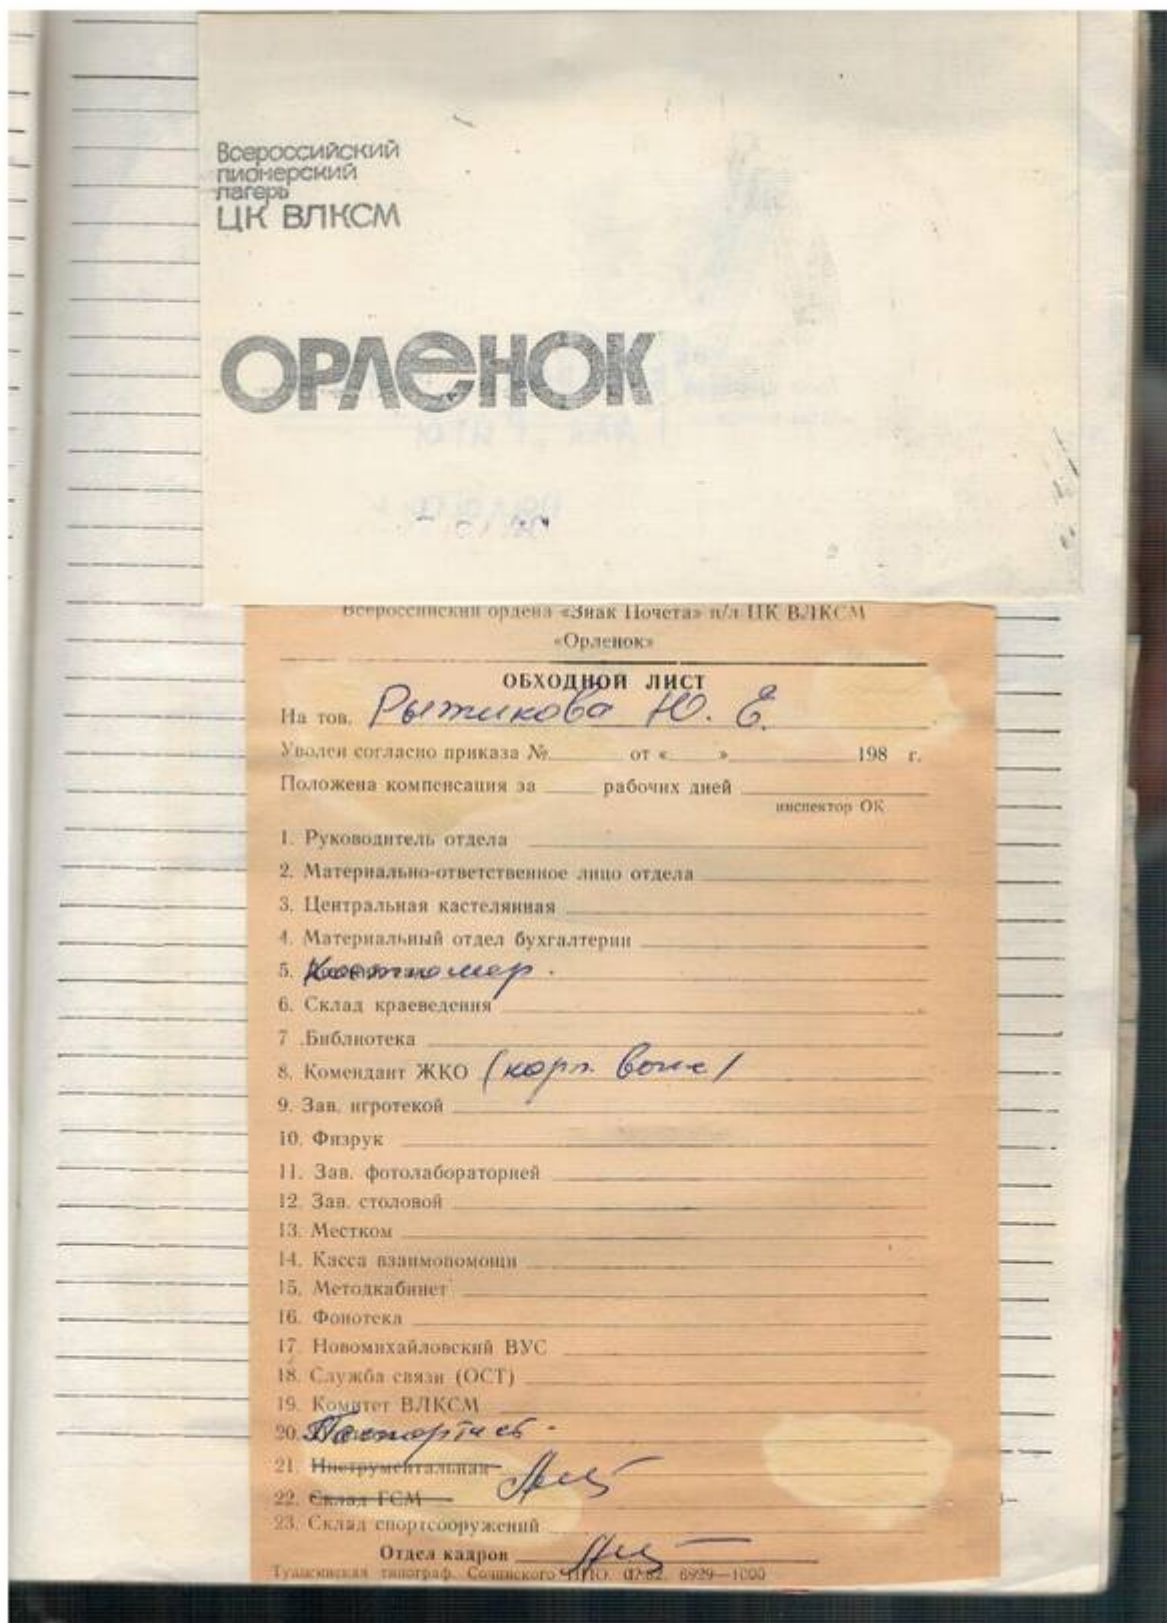 Всероссийский
пионерский
лагерь
ЦК ВЛКСМ
ОРЛЕНОК
Всероссийский ордена «Знак Почета» п/л ЦК ВЛКСМ
«Орленок»
ОБХОДНОЙ ЛИСТ
На тов. Рыжикова Ю. Е.
Уволен согласно приказа № от « » 198 г.
Положена компенсация за рабочих дней
инспектор ОК
1. Руководитель отдела
2. Материально-ответственное лицо отдела
3. Центральная кастелянная
4. Материальный отдел бухгалтерии
5. Костюмер.
6. Склад краеведения
7 .Библиотека
8. Комендант ЖКО (корп. Вож)
9. Зав. игротекой
10. Физрук
11. Зав. фотолабораторией
12. Зав. столовой
13. Местком
14. Касса взаимопомощи
15. Методкабинет
16. Фонотека
17. Новомихайловский ВУС
18. Служба связи (ОСТ)
19. Комитет ВЛКСМ
20.
21. Инструментальная
22. Склад ГСМ
23. Склад спортсооружений
Отдел кадров
типограф. Сочинского 6929—1000